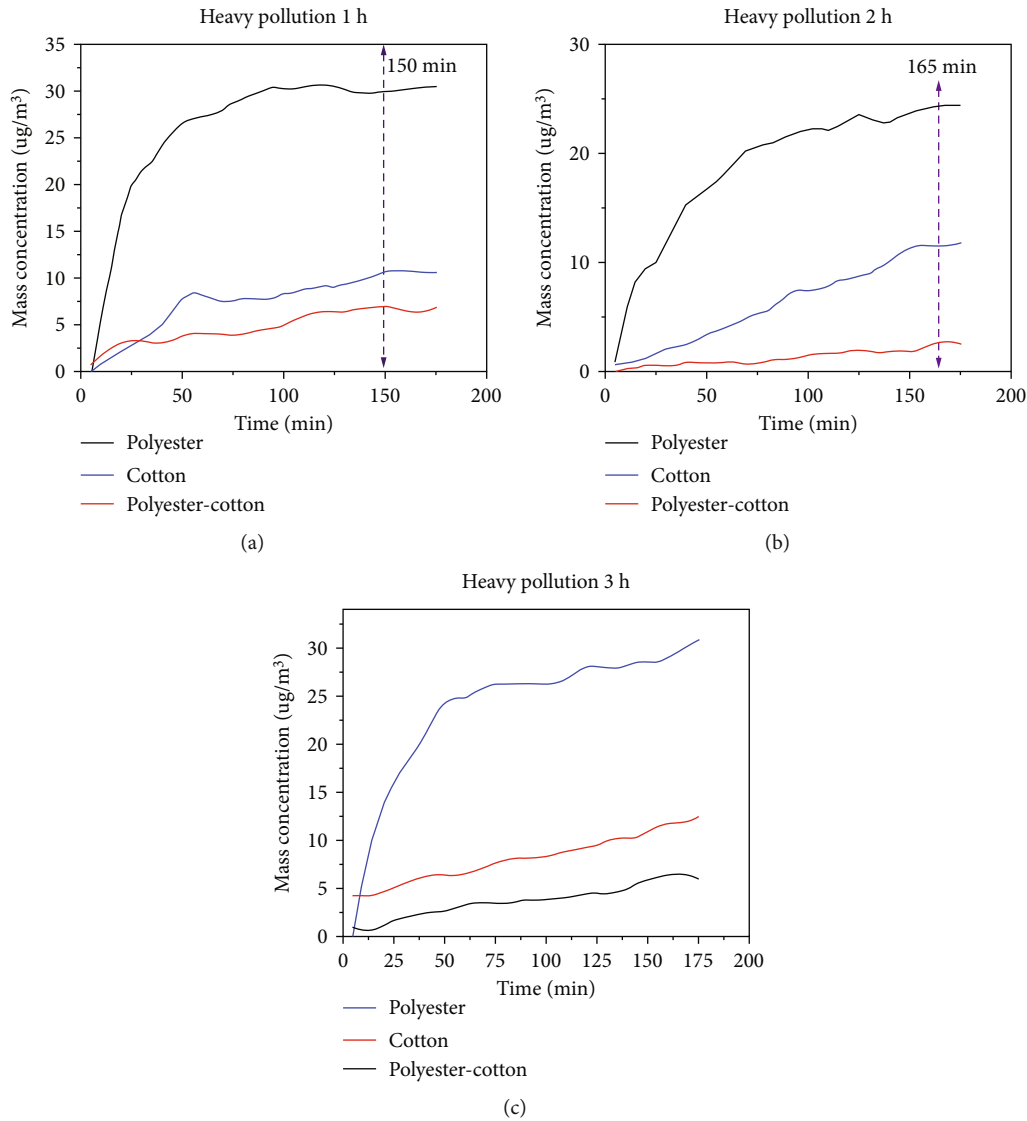 Heavy pollution 1 h
35
30
25
20
15
10
5
0
0
50
100
150
200
150 min
Mass concentration (ug/m³)
Time (min)
Polyester
Cotton
Polyester-cotton
(a)
Heavy pollution 2 h
30
20
10
0
0
50
100
150
200
165 min
Mass concentration (ug/m³)
Time (min)
Polyester
Cotton
Polyester-cotton
(b)
Heavy pollution 3 h
30
25
20
15
10
5
0
0
25
50
75
100
125
150
175
200
Mass concentration (ug/m³)
Time (min)
Polyester
Cotton
Polyester-cotton
(c)